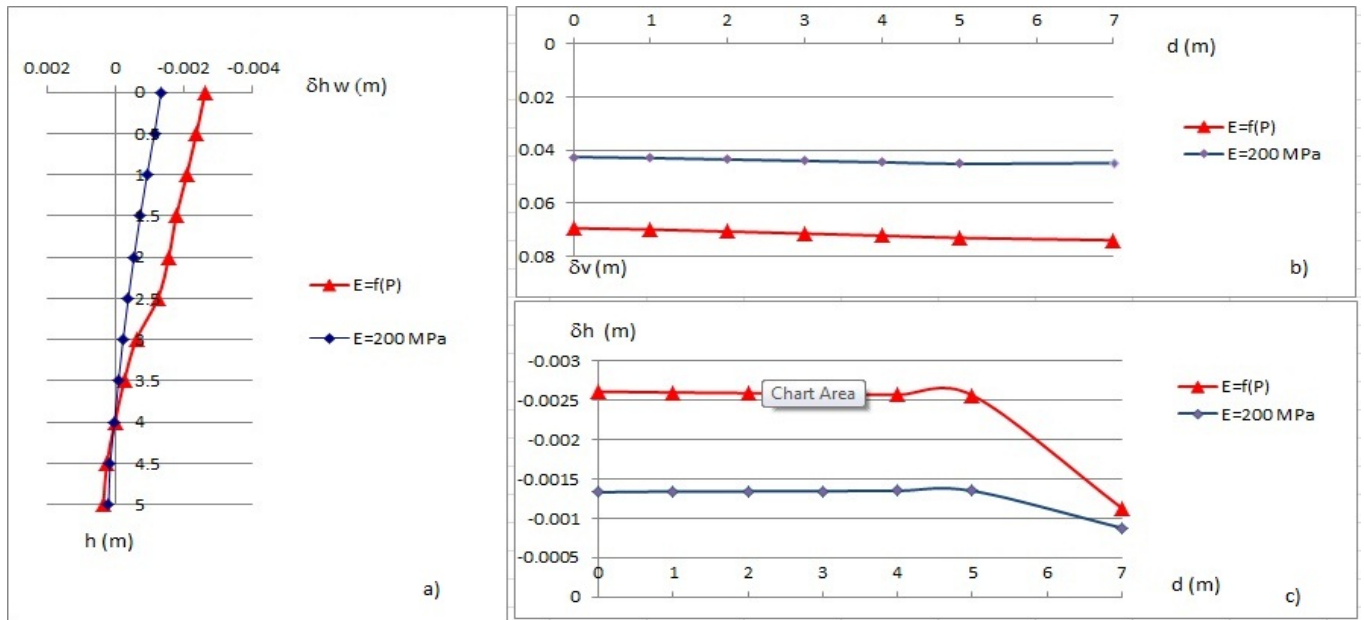 0.002 0 -0.002 -0.004
δh w (m)
0
0.5
1
1.5
2
2.5
3
3.5
4
4.5
5
h (m)
E=f(P)
E=200 MPa
a)
0 1 2 3 4 5 6 7
d (m)
0
0.02
0.04
0.06
0.08
δv (m)
E=f(P)
E=200 MPa
b)
δh (m)
-0.003
-0.0025
-0.002
-0.0015
-0.001
-0.0005
0
0 1 2 3 4 5 6 7
d (m)
Chart Area
E=f(P)
E=200 MPa
c)